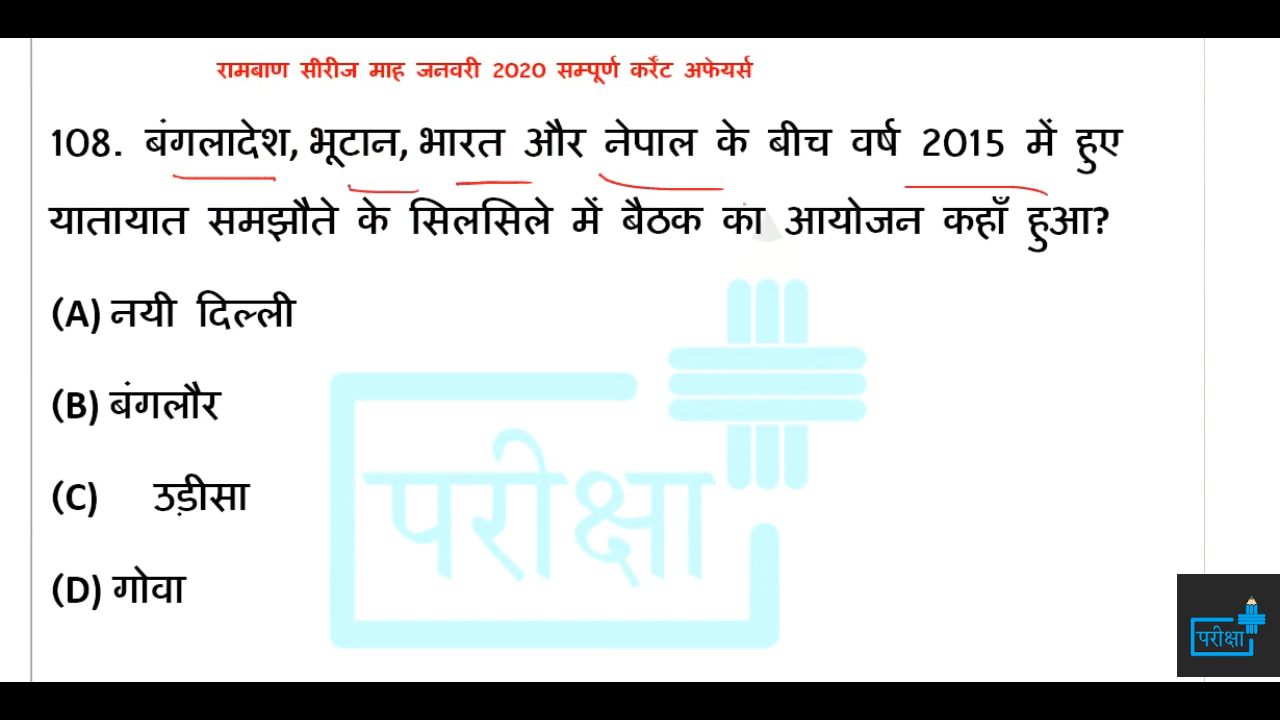 रामबाण सीरीज माह जनवरी 2020 सम्पूर्ण करेंट अफेयर्स
108. बंगलादेश, भूटान, भारत और नेपाल के बीच वर्ष 2015 में हुए
यातायात समझौते के सिलसिले में बैठक का आयोजन कहाँ हुआ?
(A) नयी दिल्ली
(B) बंगलौर
(C) उड़ीसा
(D) गोवा
परीक्षा
परीक्षा